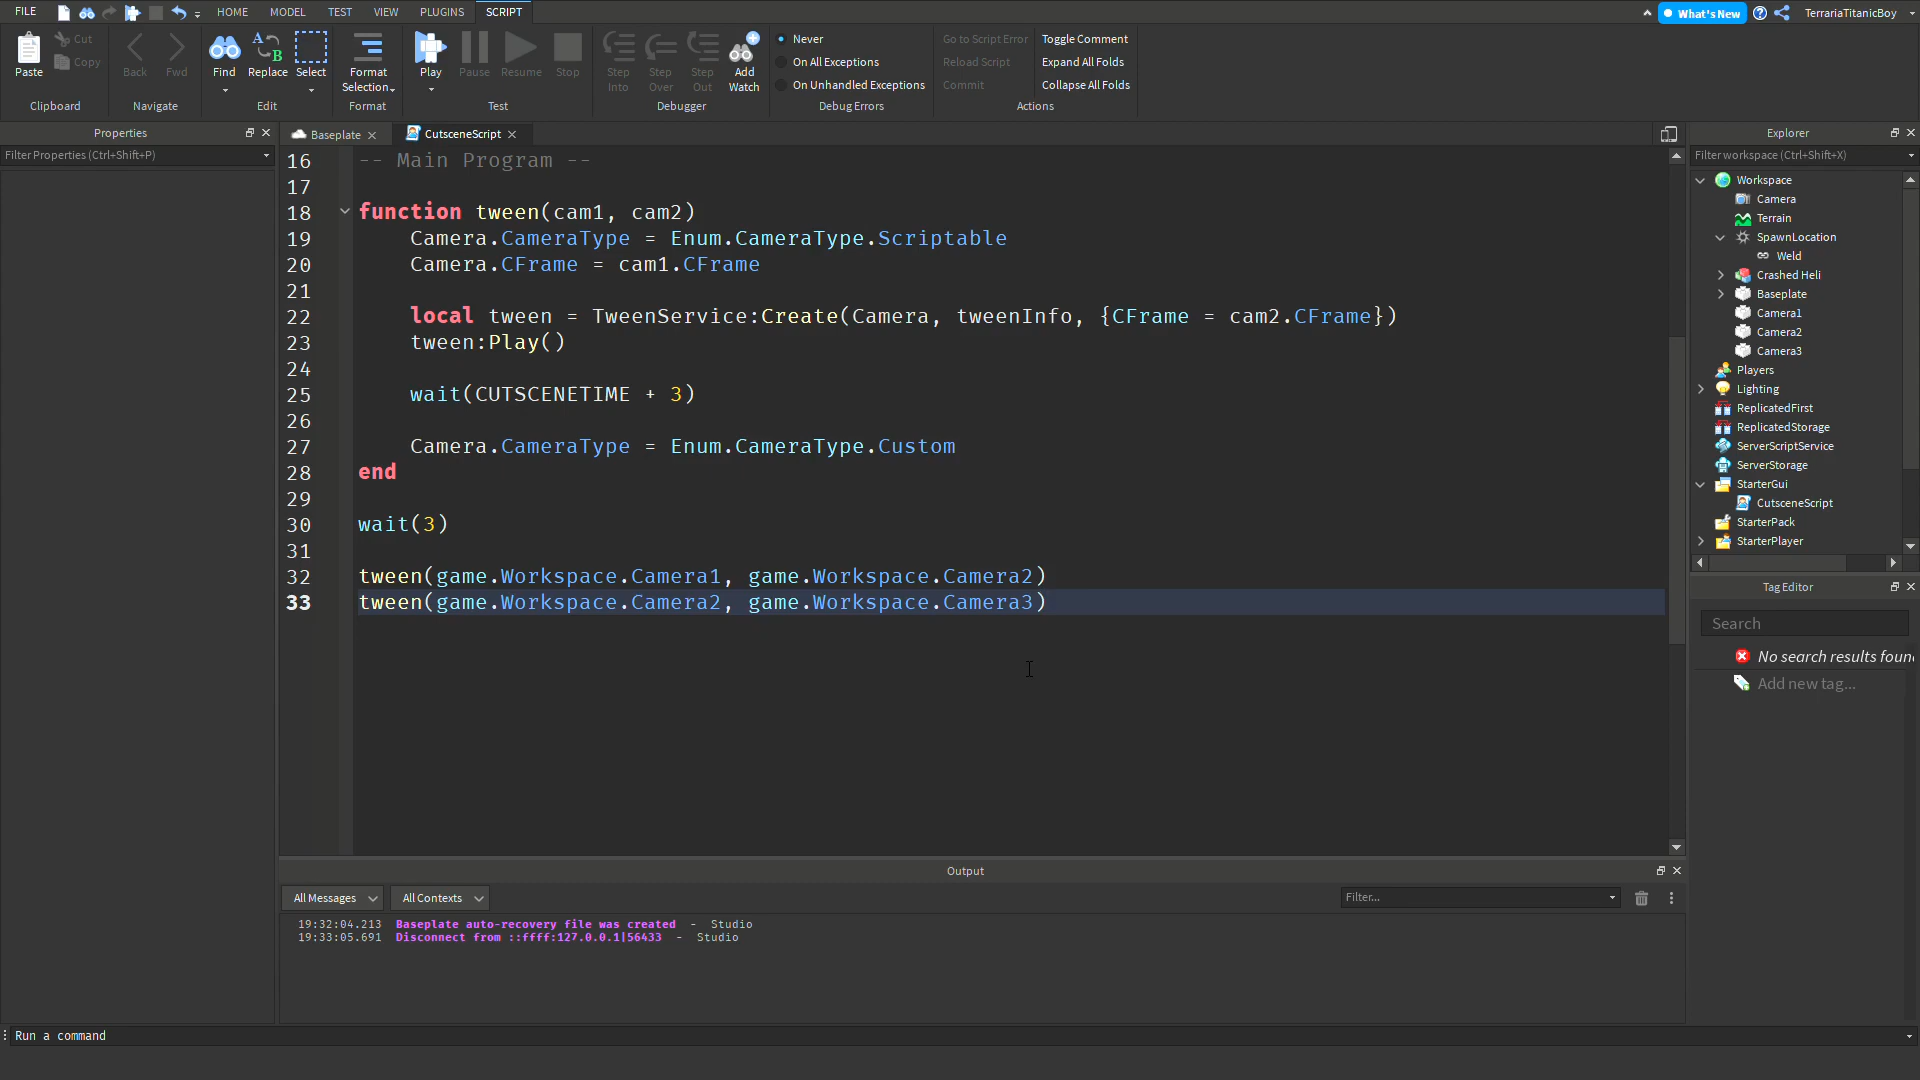 FILE HOME MODEL TEST VIEW PLUGINS SCRIPT What's New TerrariaTitanicBoy
Paste Cut Copy Clipboard
Back Fwd Navigate
Find Replace Select Edit
Format Selection Format
Play Pause Resume Stop Test
Step Into Step Over Step Out Add Watch Debugger
Never
On All Exceptions
On Unhandled Exceptions
Debug Errors
Go to Script Error Toggle Comment
Reload Script Expand All Folds
Commit Collapse All Folds
Actions
Properties
Filter Properties (Ctrl+Shift+P)
Baseplate CutsceneScript
16 -- Main Program --
17
18 function tween(cam1, cam2)
19 Camera.CameraType = Enum.CameraType.Scriptable
20 Camera.CFrame = cam1.CFrame
21
22 local tween = TweenService:Create(Camera, tweenInfo, {CFrame = cam2.CFrame})
23 tween:Play()
24
25 wait(CUTSCENETIME + 3)
26
27 Camera.CameraType = Enum.CameraType.Custom
28 end
29
30 wait(3)
31
32 tween(game.Workspace.Camera1, game.Workspace.Camera2)
33 tween(game.Workspace.Camera2, game.Workspace.Camera3)
Explorer
Filter workspace (Ctrl+Shift+X)
Workspace
Camera
Terrain
SpawnLocation
Weld
Crashed Heli
Baseplate
Camera1
Camera2
Camera3
Players
Lighting
ReplicatedFirst
ReplicatedStorage
ServerScriptService
ServerStorage
StarterGui
CutsceneScript
StarterPack
StarterPlayer
Tag Editor
Search
No search results foun
Add new tag...
Output
All Messages All Contexts Filter...
19:32:04.213 Baseplate auto-recovery file was created - Studio
19:33:05.691 Disconnect from ::ffff:127.0.0.1|56433 - Studio
Run a command